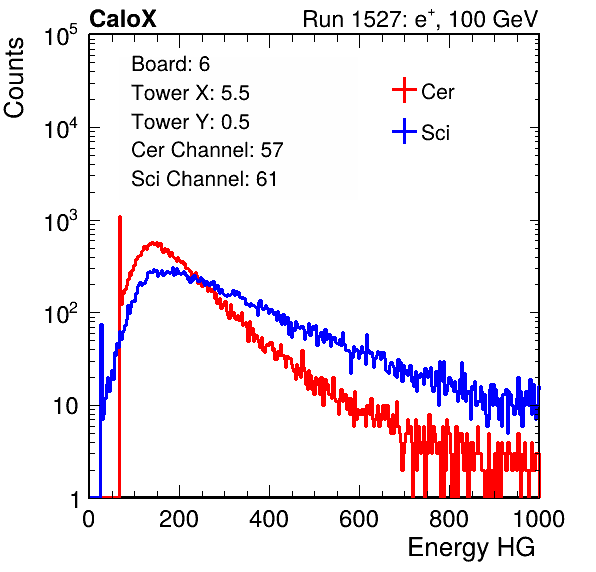 CaloX Run 1527: e⁺, 100 GeV
Counts
10⁵
10⁴
10³
10²
10
1
Board: 6
Tower X: 5.5
Tower Y: 0.5
Cer Channel: 57
Sci Channel: 61
Cer
Sci
0 200 400 600 800 1000
Energy HG